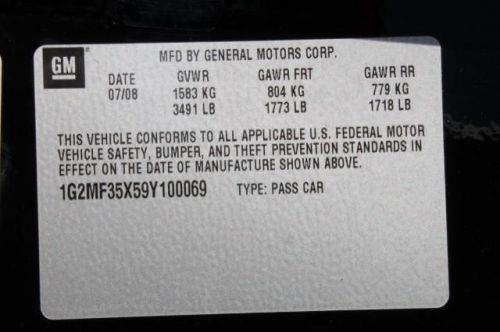 GM
MFD BY GENERAL MOTORS CORP.
DATE GVWR GAWR FRT GAWR RR
07/08 1583 KG 804 KG 779 KG
3491 LB 1773 LB 1718 LB
THIS VEHICLE CONFORMS TO ALL APPLICABLE U.S. FEDERAL MOTOR
VEHICLE SAFETY, BUMPER, AND THEFT PREVENTION STANDARDS IN
EFFECT ON THE DATE OF MANUFACTURE SHOWN ABOVE.
1G2MF35X59Y100069 TYPE: PASS CAR